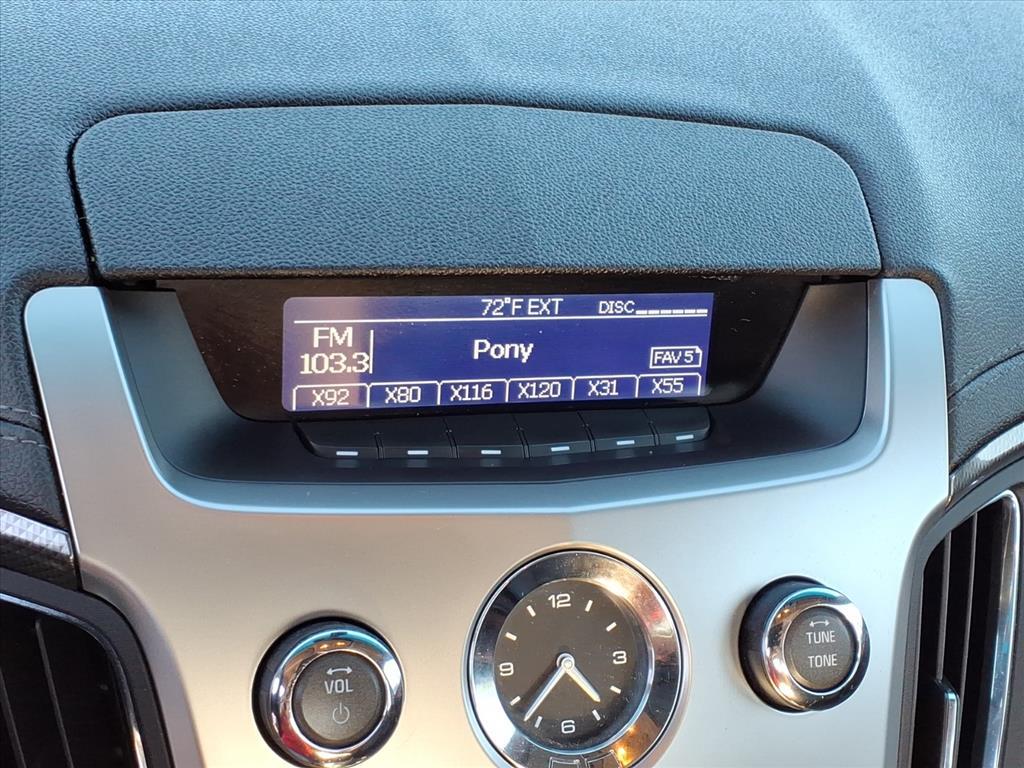 72°F EXT DISC
FM
103.3
Pony
FAV 5
X92 X80 X116 X120 X31 X55
12
9 3
6
VOL
TUNE
TONE